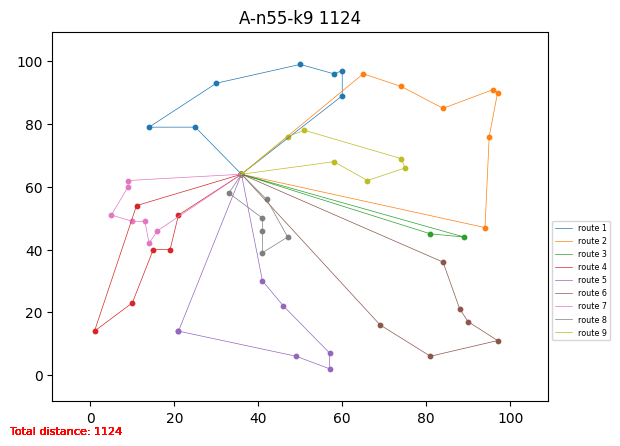 A-n55-k9 1124
100
80
60
40
20
0
0 20 40 60 80 100
route 1
route 2
route 3
route 4
route 5
route 6
route 7
route 8
route 9
Total distance: 1124